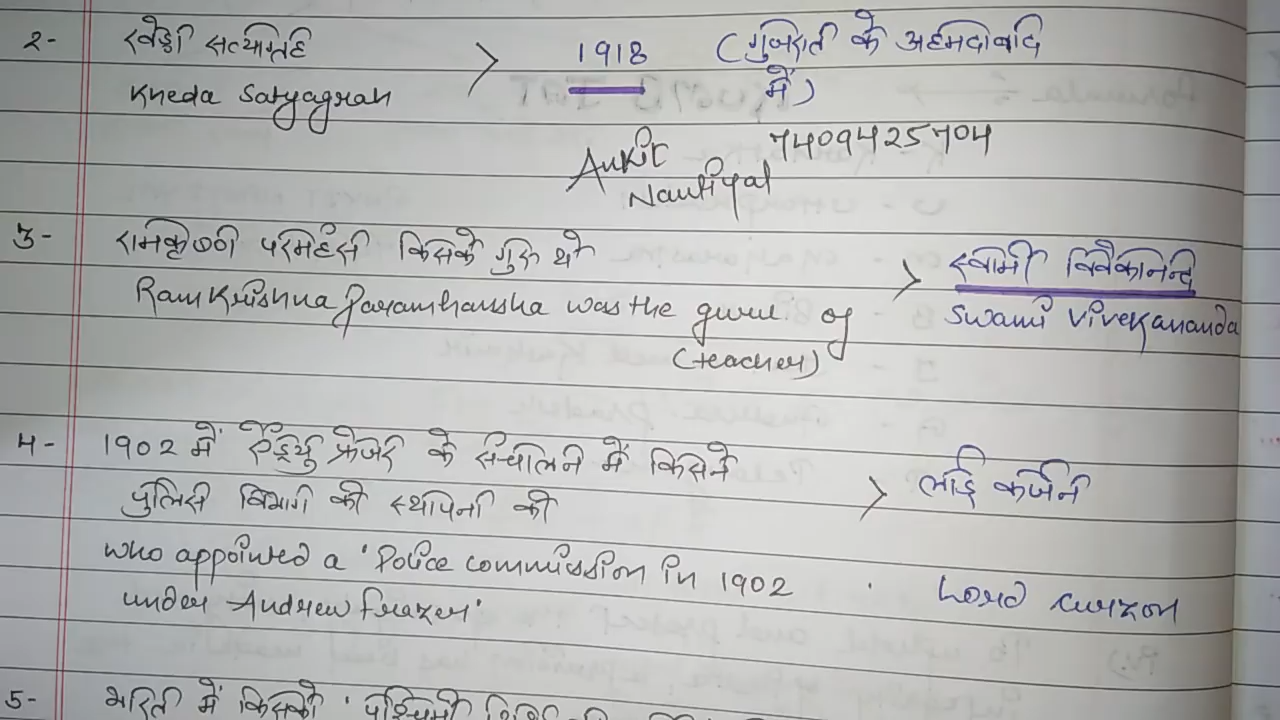 2- खेड़ा सत्याग्रह > 1918 (गुजरात के अहमदाबाद में)
Kheda Satyagrah
Ankit Nautiyal 7409425704
3- रामकृष्ण परमहंस किसके गुरु थे > स्वामी विवेकानन्द
RamKrishna Paramhansha was the guru of Swami Vivekananda
(teacher)
4- 1902 में एंड्रयु फ्रेजर के संचालन में किसने > लार्ड कर्जन
पुलिस विभाग की स्थापना की
who appointed a 'Police commission in 1902 Lord curzon
under Andrew Frazer'
5- भारत में किसको 'पश्चिमी